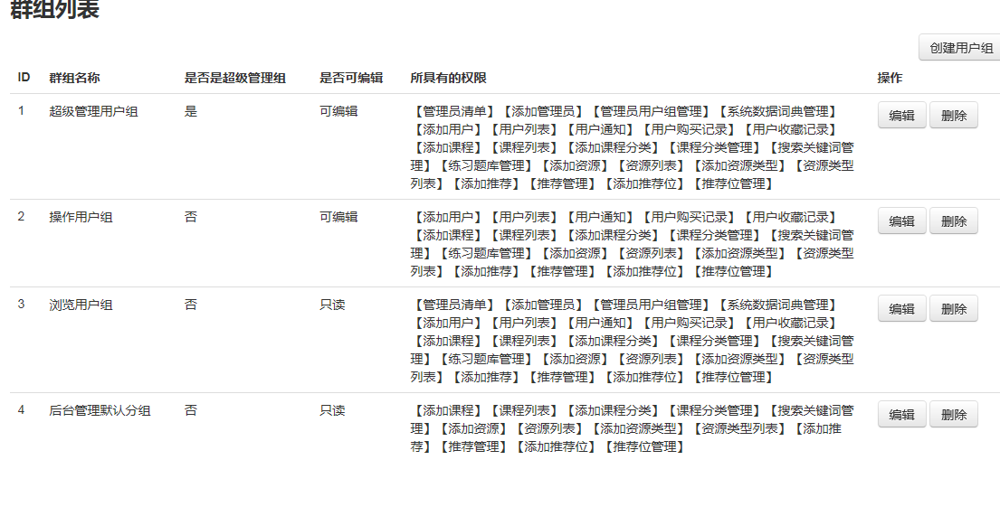 群组列表
创建用户组
ID 群组名称 是否是超级管理组 是否可编辑 所具有的权限 操作
1 超级管理用户组 是 可编辑 【管理员清单】【添加管理员】【管理员用户组管理】【系统数据词典管理】 编辑 删除
【添加用户】【用户列表】【用户通知】【用户购买记录】【用户收藏记录】
【添加课程】【课程列表】【添加课程分类】【课程分类管理】【搜索关键词管
理】【练习题库管理】【添加资源】【资源列表】【添加资源类型】【资源类型
列表】【添加推荐】【推荐管理】【添加推荐位】【推荐位管理】
2 操作用户组 否 可编辑 【添加用户】【用户列表】【用户通知】【用户购买记录】【用户收藏记录】 编辑 删除
【添加课程】【课程列表】【添加课程分类】【课程分类管理】【搜索关键词管
理】【练习题库管理】【添加资源】【资源列表】【添加资源类型】【资源类型
列表】【添加推荐】【推荐管理】【添加推荐位】【推荐位管理】
3 浏览用户组 否 只读 【管理员清单】【添加管理员】【管理员用户组管理】【系统数据词典管理】 编辑 删除
【添加用户】【用户列表】【用户通知】【用户购买记录】【用户收藏记录】
【添加课程】【课程列表】【添加课程分类】【课程分类管理】【搜索关键词管
理】【练习题库管理】【添加资源】【资源列表】【添加资源类型】【资源类型
列表】【添加推荐】【推荐管理】【添加推荐位】【推荐位管理】
4 后台管理默认分组 否 只读 【添加课程】【课程列表】【添加课程分类】【课程分类管理】【搜索关键词管 编辑 删除
理】【添加资源】【资源列表】【添加资源类型】【资源类型列表】【添加推
荐】【推荐管理】【添加推荐位】【推荐位管理】